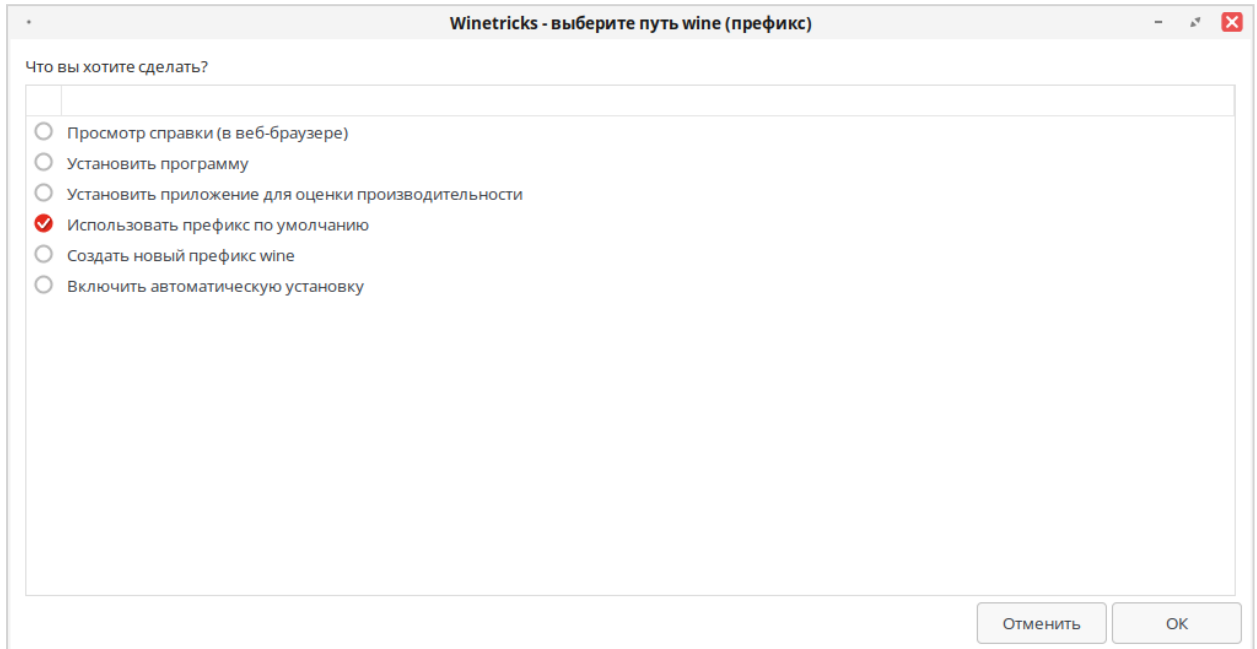 Winetricks - выберите путь wine (префикс)
Что вы хотите сделать?
Просмотр справки (в веб-браузере)
Установить программу
Установить приложение для оценки производительности
Использовать префикс по умолчанию
Создать новый префикс wine
Включить автоматическую установку
Отменить
ОК